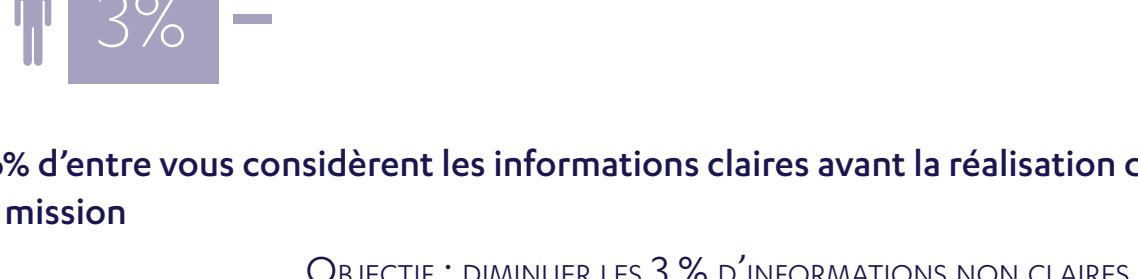 3%
% d’entre vous considèrent les informations claires avant la réalisation
mission
Objectif : diminuer les 3 % d’informations non claires